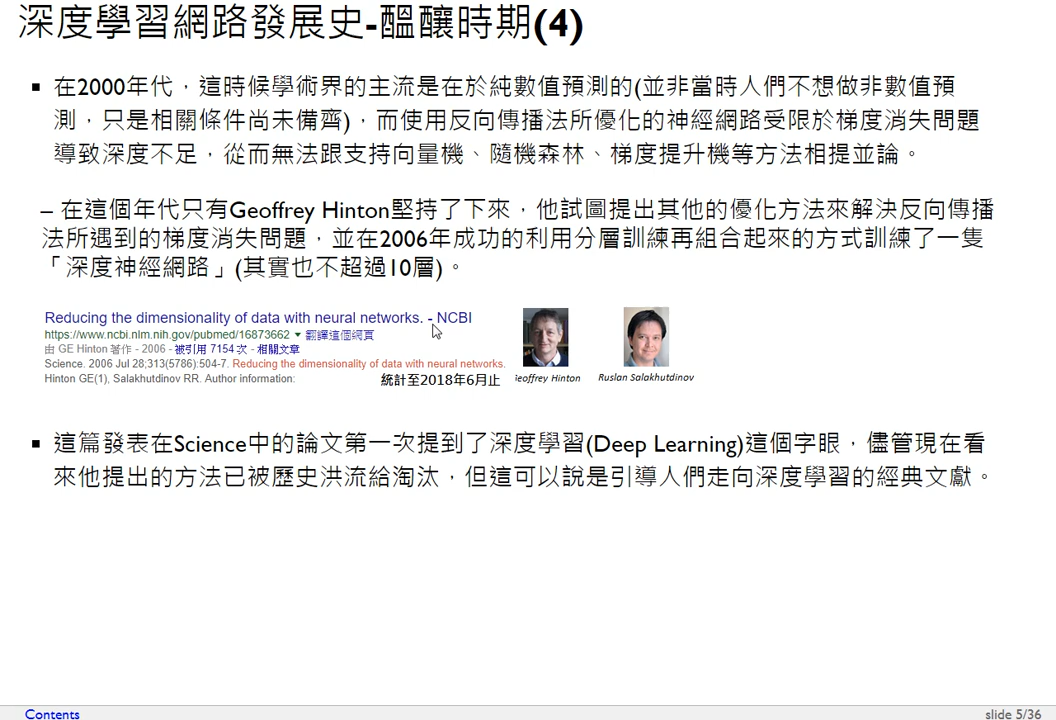 深度學習網路發展史-醞釀時期(4)
▪ 在2000年代，這時候學術界的主流是在於純數值預測的(並非當時人們不想做非數值預
測，只是相關條件尚未備齊)，而使用反向傳播法所優化的神經網路受限於梯度消失問題
導致深度不足，從而無法跟支持向量機、隨機森林、梯度提升機等方法相提並論。
– 在這個年代只有Geoffrey Hinton堅持了下來，他試圖提出其他的優化方法來解決反向傳播
法所遇到的梯度消失問題，並在2006年成功的利用分層訓練再組合起來的方式訓練了一隻
「深度神經網路」(其實也不超過10層)。
Reducing the dimensionality of data with neural networks. - NCBI
https://www.ncbi.nlm.nih.gov/pubmed/16873662 ▼ 翻譯這個網頁
由 GE Hinton 著作 - 2006 - 被引用 7154 次 - 相關文章
Science. 2006 Jul 28;313(5786):504-7. Reducing the dimensionality of data with neural networks.
Hinton GE(1), Salakhutdinov RR. Author information:
統計至2018年6月止
Geoffrey Hinton
Ruslan Salakhutdinov
▪ 這篇發表在Science中的論文第一次提到了深度學習(Deep Learning)這個字眼，儘管現在看
來他提出的方法已被歷史洪流給淘汰，但這可以說是引導人們走向深度學習的經典文獻。
Contents
slide 5/36